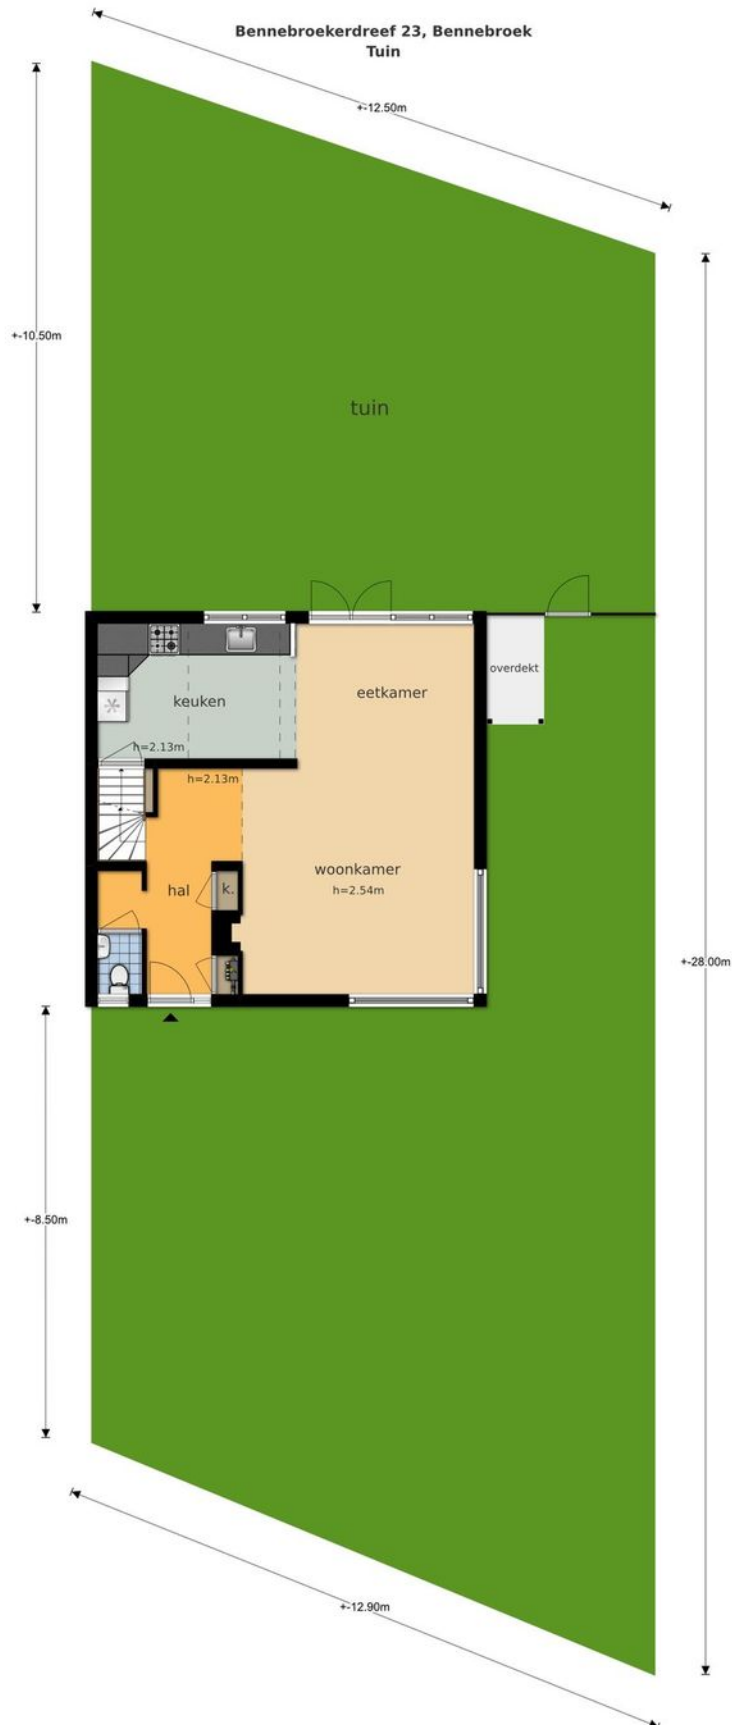 Bennebroekerdreef 23, Bennebroek
Tuin
+-12.50m
+-10.50m
tuin
overdekt
eetkamer
keuken
h=2.13m
h=2.13m
woonkamer
hal
k.
h=2.54m
+-28.00m
+-8.50m
+-12.90m